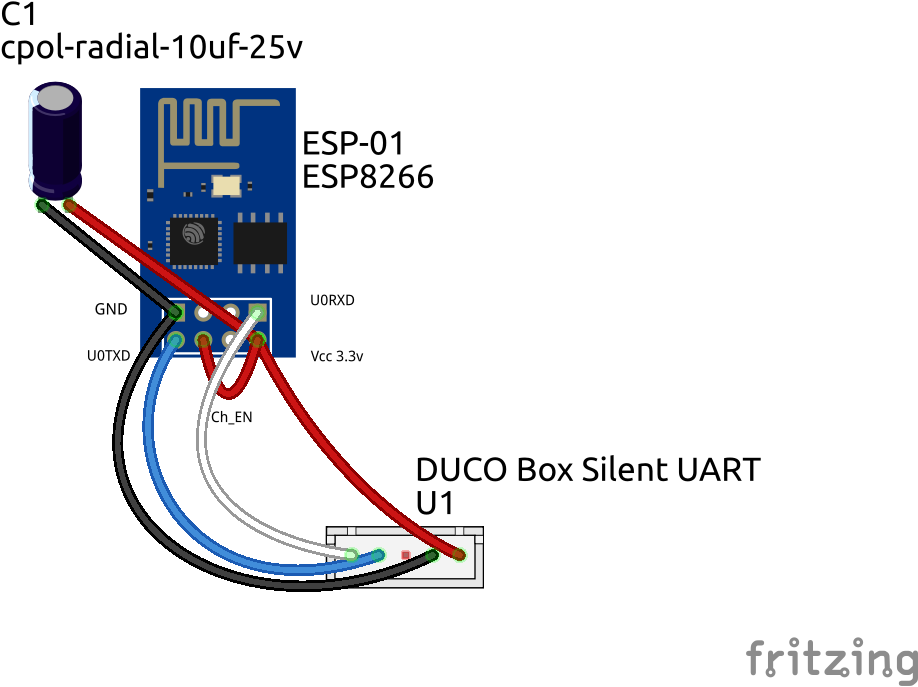 C1
cpol-radial-10uf-25v
ESP-01
ESP8266
GND
U0RXD
U0TXD
Vcc 3.3v
Ch_EN
DUCO Box Silent UART
U1
fritzing